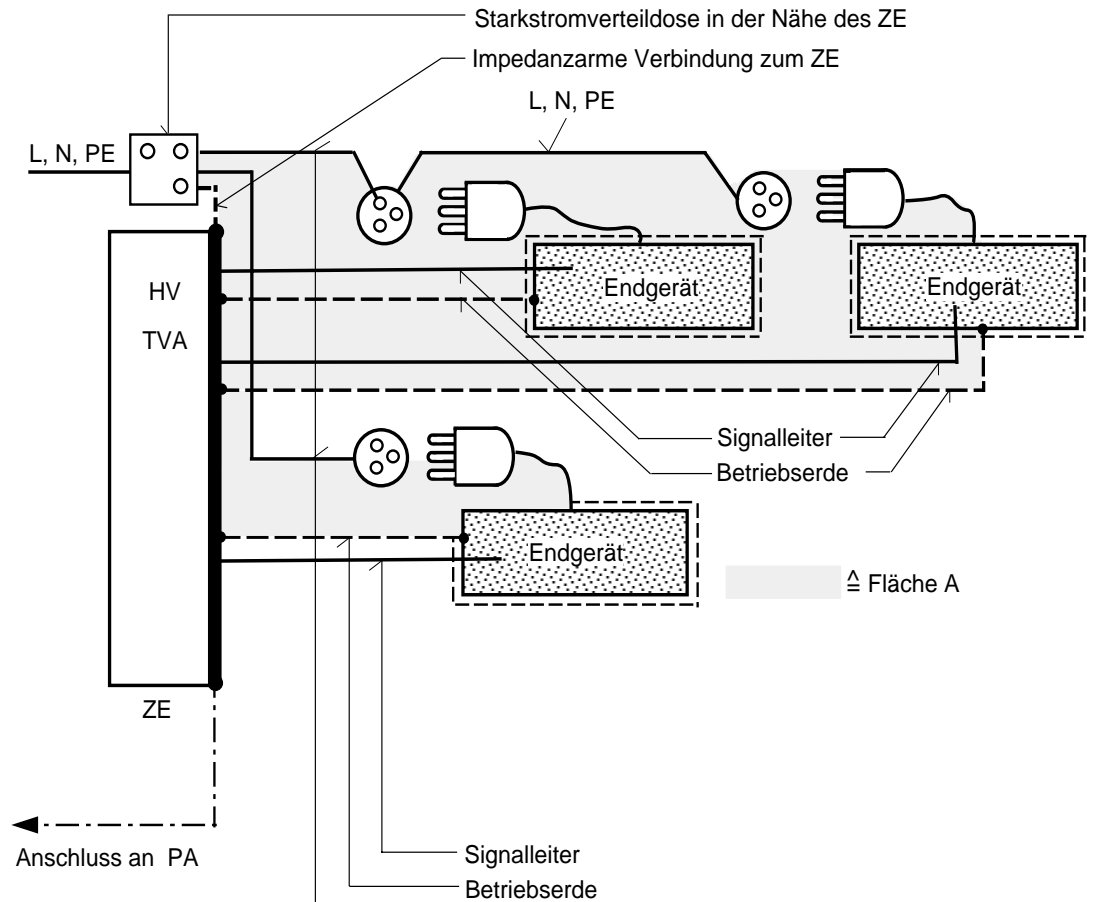 Starkstromverteildose in der Nähe des ZE
Impedanzarme Verbindung zum ZE
L, N, PE
L, N, PE
HV
TVA
Endgerät
Endgerät
Signalleiter
Betriebserde
Endgerät
≙ Fläche A
ZE
Anschluss an PA
Signalleiter
Betriebserde